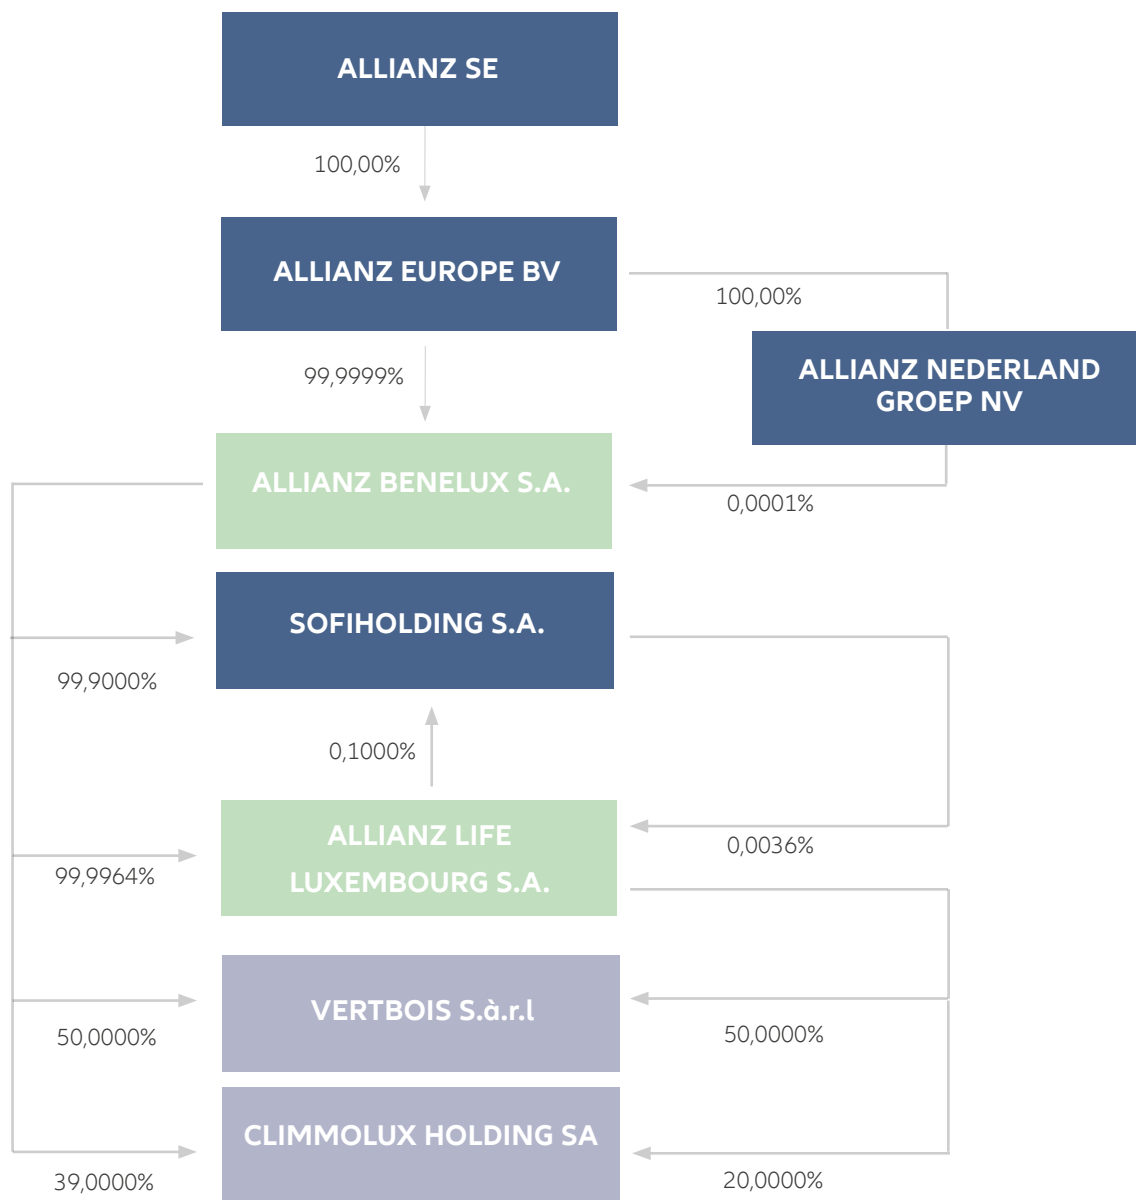 ALLIANZ SE
100,00%
ALLIANZ EUROPE BV
100,00%
99,9999%
ALLIANZ NEDERLAND
GROEP NV
ALLIANZ BENELUX S.A.
0,0001%
SOFIHOLDING S.A.
99,9000%
0,1000%
ALLIANZ LIFE
LUXEMBOURG S.A.
0,0036%
99,9964%
VERTBOIS S.à.r.l
50,0000%
50,0000%
CLIMMOLUX HOLDING SA
39,0000%
20,0000%